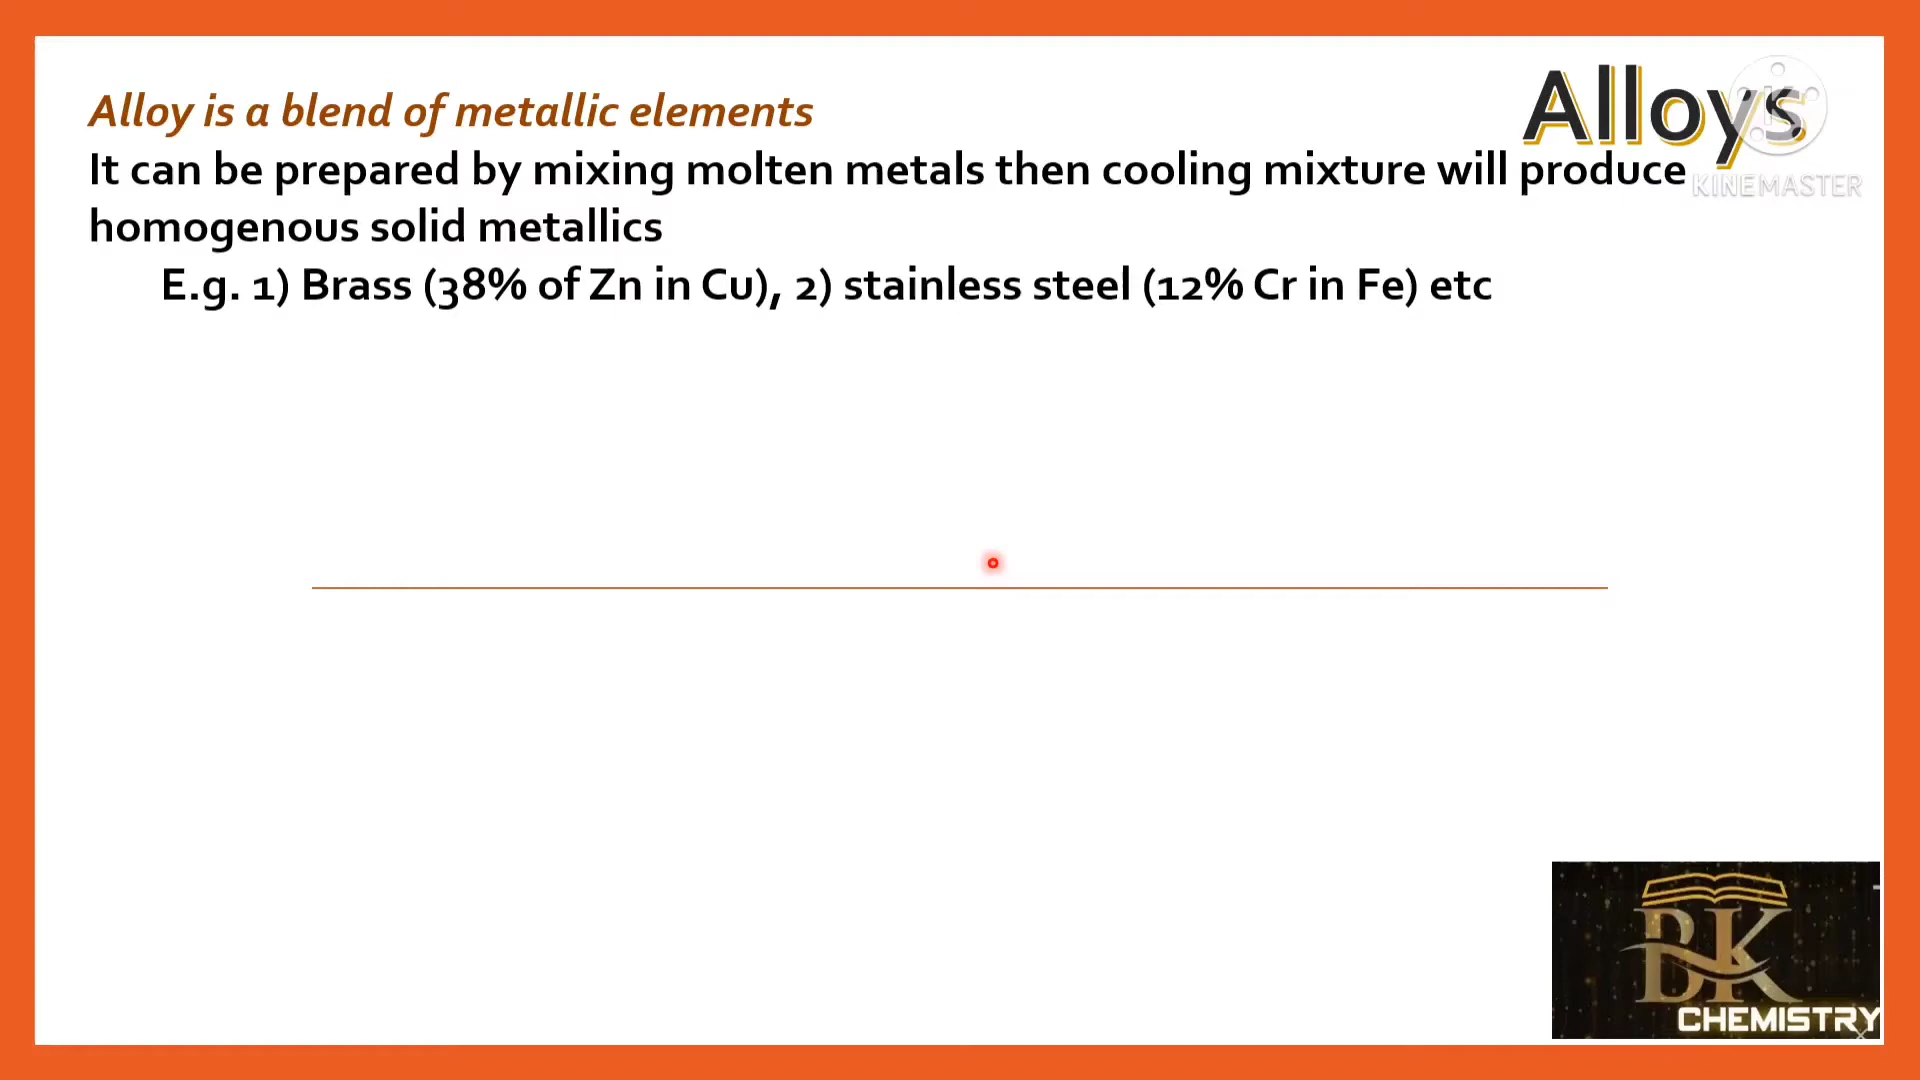 Alloys
Alloy is a blend of metallic elements
It can be prepared by mixing molten metals then cooling mixture will produce
homogenous solid metallics
E.g. 1) Brass (38% of Zn in Cu), 2) stainless steel (12% Cr in Fe) etc
KINEMASTER
BK
CHEMISTRY